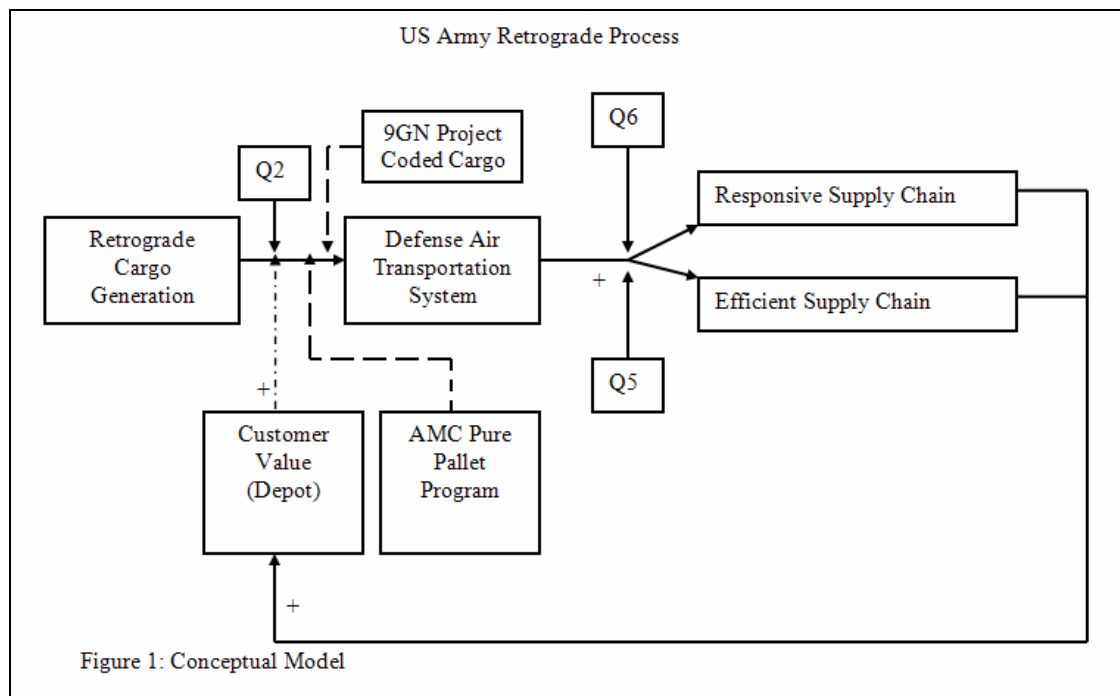 US Army Retrograde Process
Q2
9GN Project
Coded Cargo
Q6
Retrograde
Cargo
Generation
Defense Air
Transportation
System
+
Responsive Supply Chain
Efficient Supply Chain
Q5
+
Customer
Value
(Depot)
AMC Pure
Pallet
Program
+
Figure 1: Conceptual Model